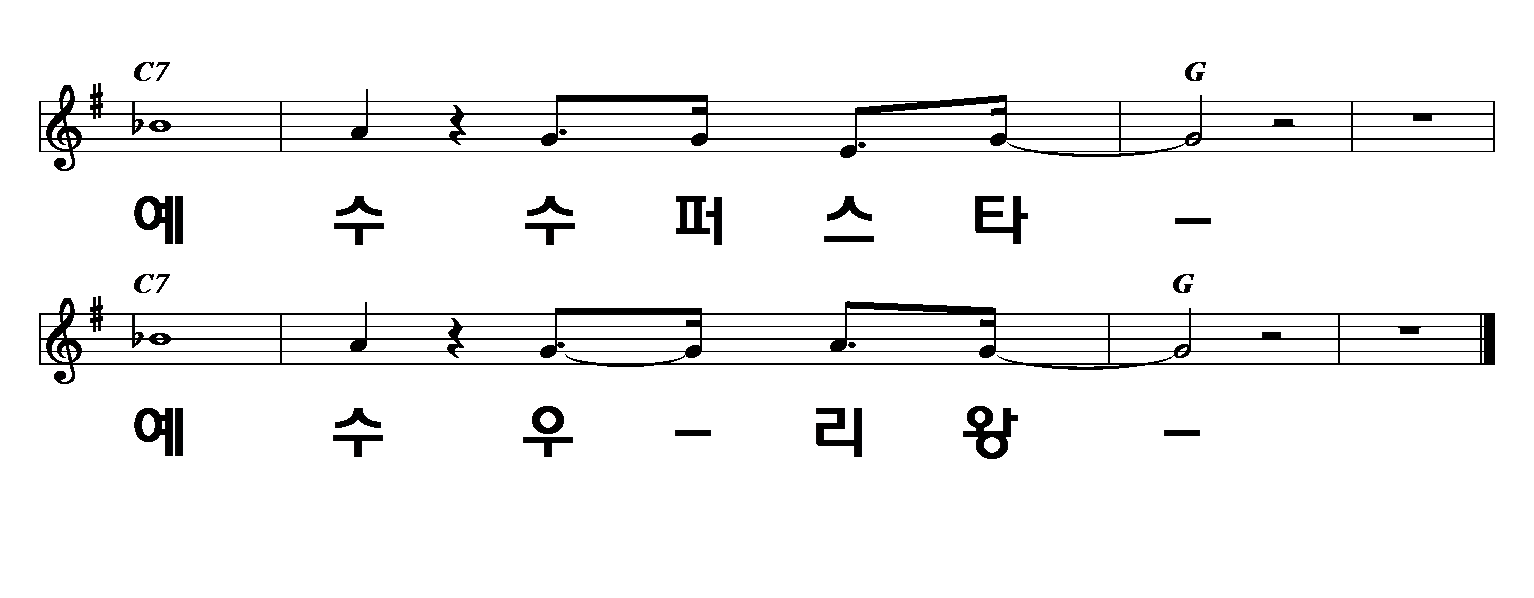 C7 G
예 수 수 퍼 스 타 –
C7 G
예 수 우 – 리 왕 –